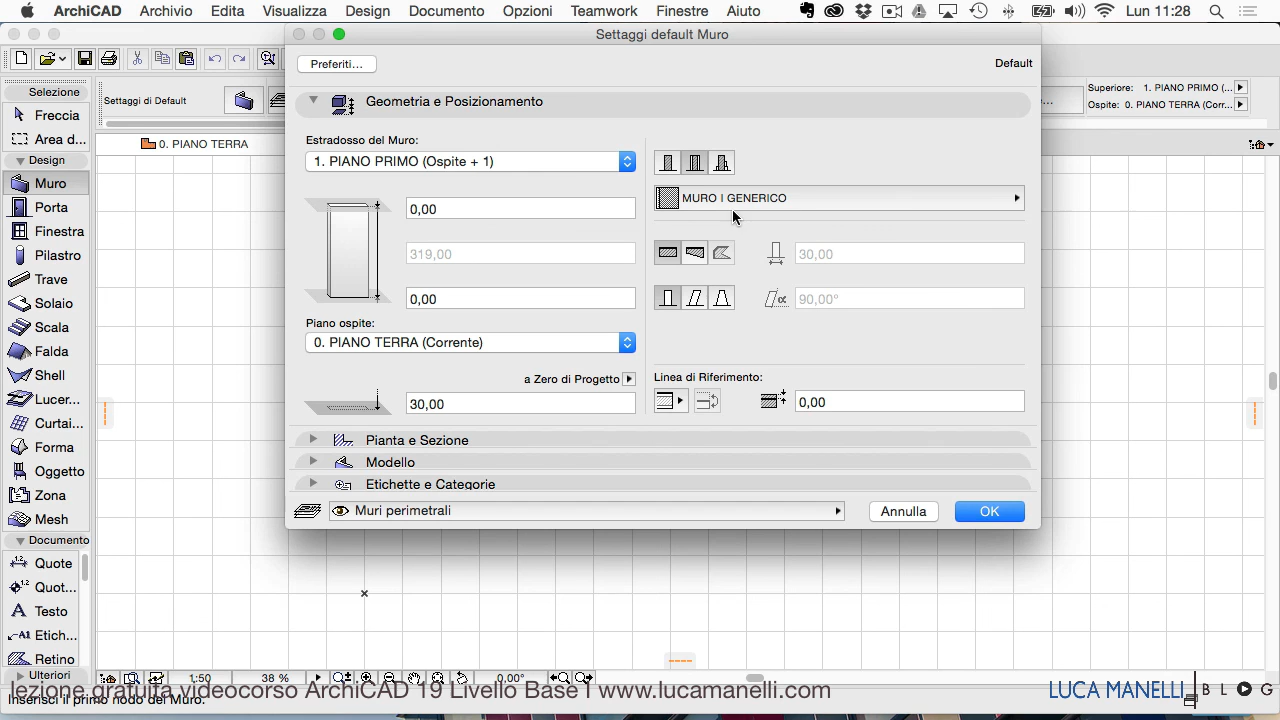 ArchiCAD Archivio Edita Visualizza Design Documento Opzioni Teamwork Finestre Aiuto Lun 11:28
Settaggi default Muro
Preferiti...
Default
Selezione
Freccia
Area d...
Design
Muro
Porta
Finestra
Pilastro
Trave
Solaio
Scala
Falda
Shell
Lucer...
Curtai...
Forma
Oggetto
Zona
Mesh
Documento
Quote
Quot...
Testo
Etich...
Retino
Ulteriori
Settaggi di Default
0. PIANO TERRA
Superiore: 1. PIANO PRIMO (...
Ospite: 0. PIANO TERRA (Corr...
Geometria e Posizionamento
Estradosso del Muro:
1. PIANO PRIMO (Ospite + 1)
0,00
319,00
0,00
Piano ospite:
0. PIANO TERRA (Corrente)
a Zero di Progetto
30,00
MURO | GENERICO
30,00
α
90,00°
Linea di Riferimento:
0,00
Pianta e Sezione
Modello
Etichette e Categorie
Muri perimetrali
Annulla
OK
1:50
38 %
0,00°
lezione gratuita videocorso ArchiCAD 19 Livello Base | www.lucamanelli.com
Inserisci il primo nodo del Muro.
LUCA MANELLI BLOG